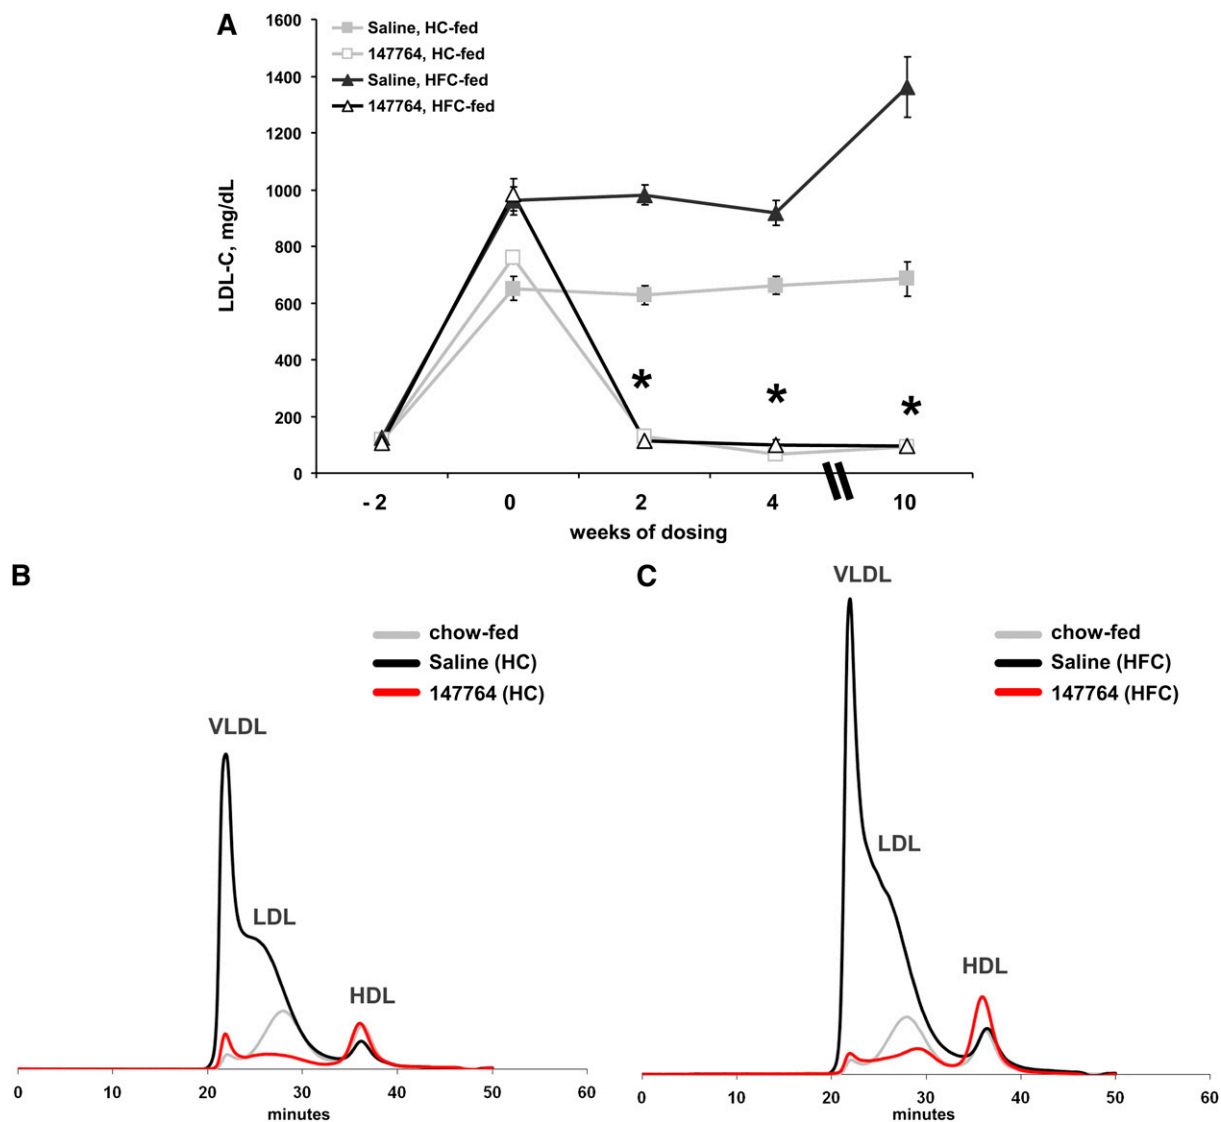 A
1600
1400
1200
1000
800
600
400
200
0
LDL-C, mg/dL
Saline, HC-fed
147764, HC-fed
Saline, HFC-fed
147764, HFC-fed
*
*
*
- 2
0
2
4
10
weeks of dosing
B
chow-fed
Saline (HC)
147764 (HC)
VLDL
LDL
HDL
0
10
20
30
40
50
60
minutes
C
VLDL
chow-fed
Saline (HFC)
147764 (HFC)
LDL
HDL
0
10
20
30
40
50
60
minutes